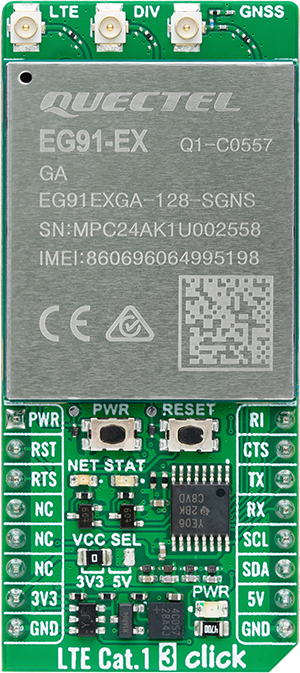 LTE DIV GNSS
QUECTEL
EG91-EX Q1-C0557
GA
EG91EXGA-128-SGNS
SN:MPC24AK1U002558
IMEI:860696064995198
CE
PWR PWR RESET RI
RST CTS
RTS NET STAT TX
NC YE06 RX
NC VCC SEL SCL
NC SDA
3V3 3V3 5V PWR 5V
GND GND
LTE Cat.1 3 click